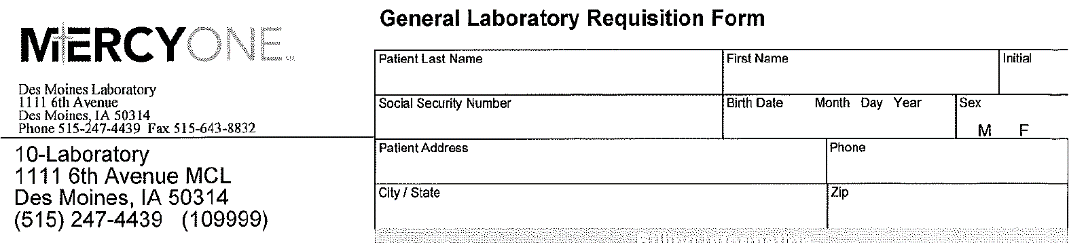 MERCYONE
Des Moines Laboratory
1111 6th Avenue
Des Moines, IA 50314
Phone 515-247-4439 Fax 515-643-8832
10-Laboratory
1111 6th Avenue MCL
Des Moines, IA 50314
(515) 247-4439 (109999)
General Laboratory Requisition Form
Patient Last Name First Name Initial
Social Security Number Birth Date Month Day Year Sex
M F
Patient Address Phone
City / State Zip